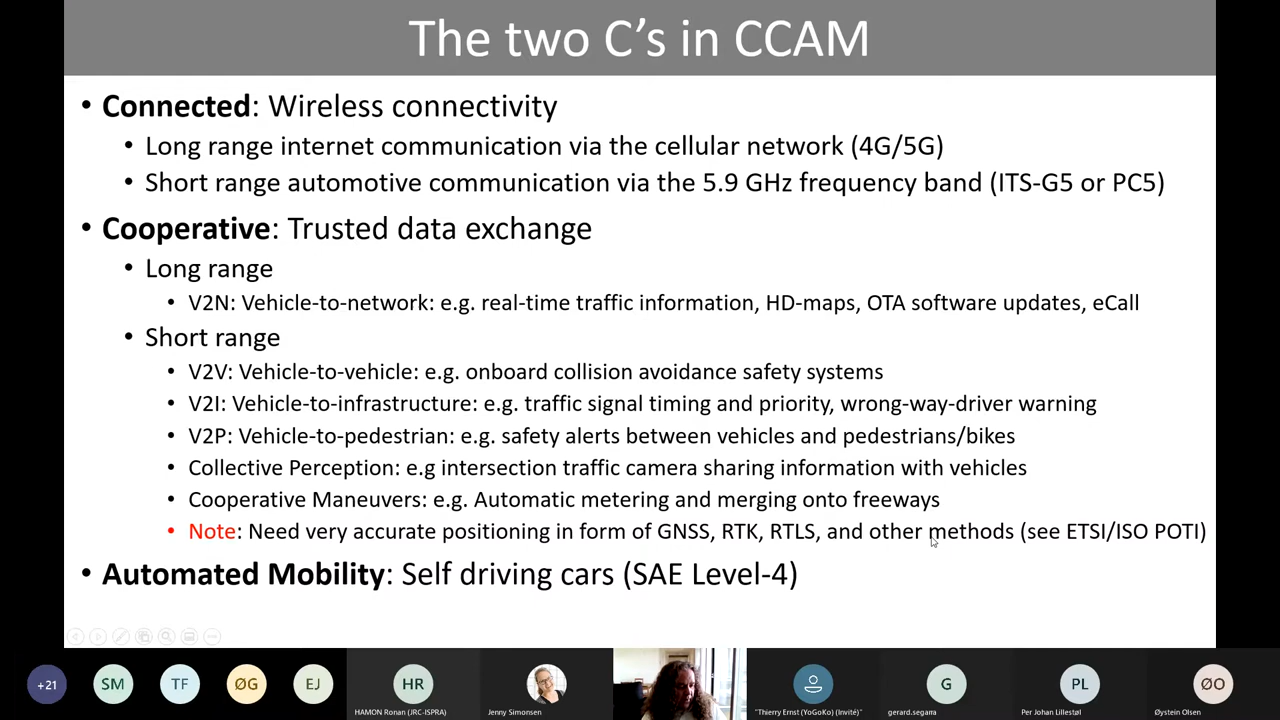 The two C's in CCAM
• Connected: Wireless connectivity
• Long range internet communication via the cellular network (4G/5G)
• Short range automotive communication via the 5.9 GHz frequency band (ITS-G5 or PC5)
• Cooperative: Trusted data exchange
• Long range
• V2N: Vehicle-to-network: e.g. real-time traffic information, HD-maps, OTA software updates, eCall
• Short range
• V2V: Vehicle-to-vehicle: e.g. onboard collision avoidance safety systems
• V2I: Vehicle-to-infrastructure: e.g. traffic signal timing and priority, wrong-way-driver warning
• V2P: Vehicle-to-pedestrian: e.g. safety alerts between vehicles and pedestrians/bikes
• Collective Perception: e.g intersection traffic camera sharing information with vehicles
• Cooperative Maneuvers: e.g. Automatic metering and merging onto freeways
• Note: Need very accurate positioning in form of GNSS, RTK, RTLS, and other methods (see ETSI/ISO POTI)
• Automated Mobility: Self driving cars (SAE Level-4)
+21 SM TF ØG EJ HR G PL ØO
HAMON Ronan (JRC-ISPRA) Jenny Simonsen "Thierry Ernst (YoGoKo) (Invité)" gerard.segarra Per Johan Lillestøl Øystein Olsen